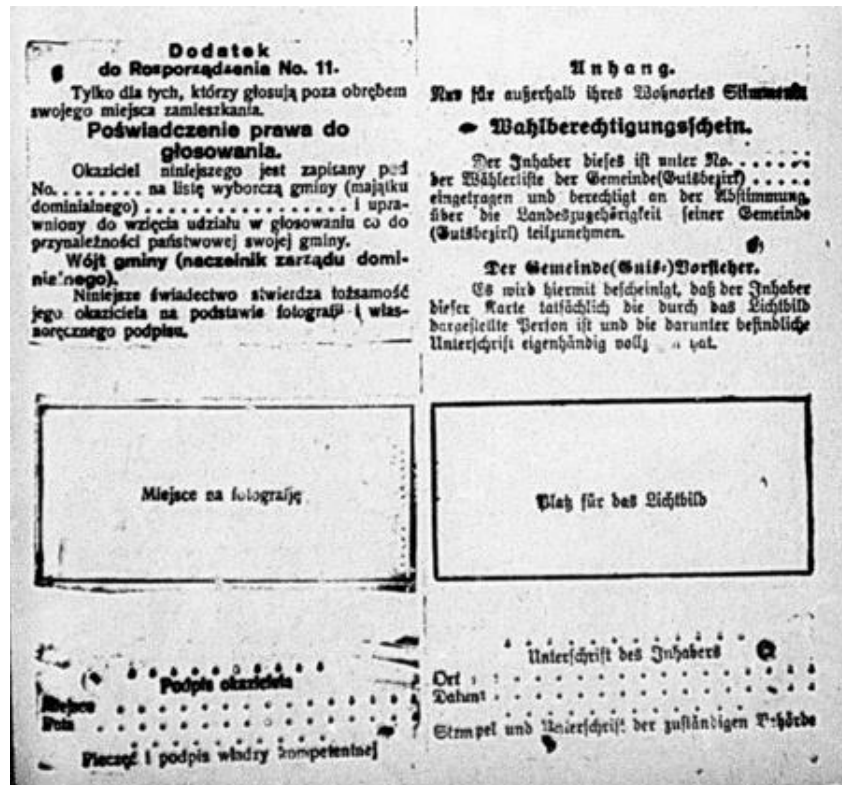 Dodatek
do Rozporządzenia No. 11.
Tylko dla tych, którzy głosują poza obrębem
swojego miejsca zamieszkania.
Poświadczenie prawa do
głosowania.
Okaziciel niniejszego jest zapisany pod
No. . . . . . . . na listę wyborczą gminy (majątku
dominialnego) . . . . . . . . . . . . . . . . . i upra-
wniony do wzięcia udziału w głosowaniu co do
przynależności państwowej swojej gminy.
Wójt gminy (naczelnik zarządu domi-
nialnego).
Niniejsze świadectwo stwierdza tożsamość
jego okaziciela na podstawie fotografji i włas-
noręcznego podpisu.
Miejsce na fotografję
Podpis okaziciela
Miejsce . . . . . . . . . . . . .
. . . . . . . . . . . . .
Pieczęć i podpis władzy kompetentnej
Anhang.
Nur für außerhalb ihres Wohnortes
Wahlberechtigungsschein.
Der Inhaber dieses ist unter No. . . . . . .
der Wählerliste der Gemeinde(Gutsbezirk) . . . . .
eingetragen und berechtigt an der Abstimmung,
über die Landeszugehörigkeit seiner Gemeinde
(Gutsbezirk) teilzunehmen.
Der Gemeinde(Guts-)Vorsteher.
Es wird hiermit bescheinigt, daß der Inhaber
dieser Karte tatsächlich die durch das Lichtbild
dargestellte Person ist und die darunter befindliche
Unterschrift eigenhändig hat.
Platz für das Lichtbild
Unterschrift des Inhabers
Ort . . . . . . . . . . . . .
Datum . . . . . . . . . . . . .
Stempel und Unterschrift der zuständigen Behörde